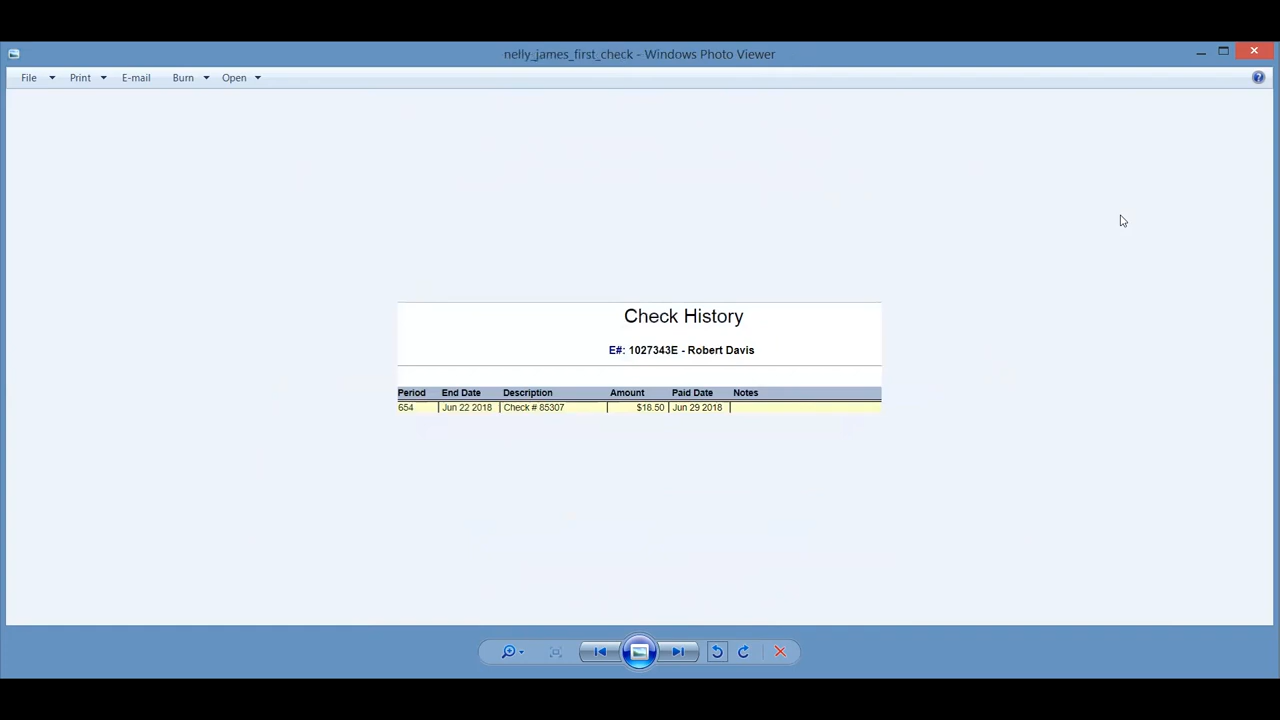 nelly_james_first_check - Windows Photo Viewer
File Print E-mail Burn Open
Check History
E#: 1027343E - Robert Davis
Period End Date Description Amount Paid Date Notes
654 Jun 22 2018 Check # 85307 $18.50 Jun 29 2018